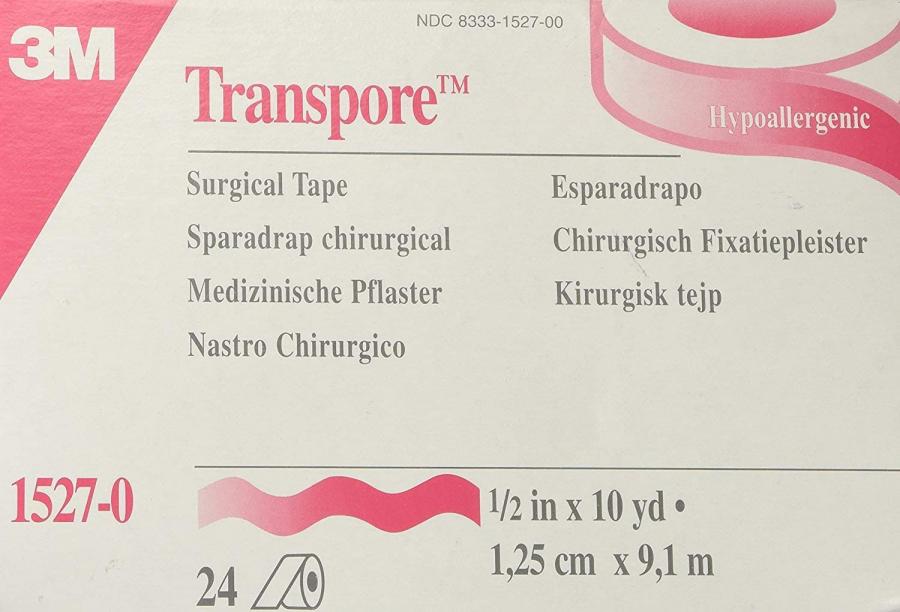 3M
NDC 8333-1527-00
Transpore™
Hypoallergenic
Surgical Tape
Sparadrap chirurgical
Medizinische Pflaster
Nastro Chirurgico
Esparadrapo
Chirurgisch Fixatiepleister
Kirurgisk tejp
1527-0
1/2 in x 10 yd •
1,25 cm x 9,1 m
24